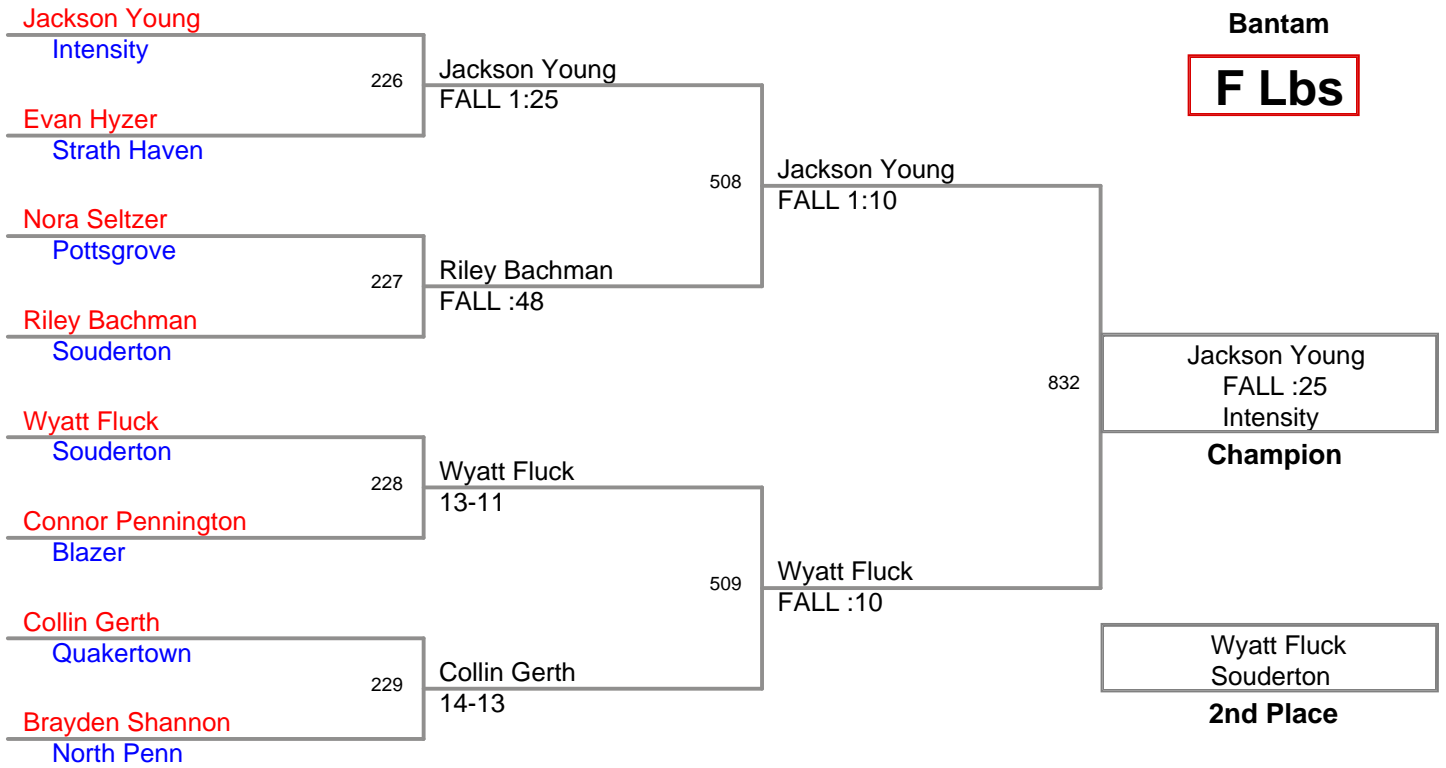 Jackson Young
Intensity
226
Evan Hyzer
Strath Haven
Jackson Young
FALL 1:25
Nora Seltzer
Pottsgrove
227
Riley Bachman
Souderton
Riley Bachman
FALL :48
508
Jackson Young
FALL 1:10
Wyatt Fluck
Souderton
228
Connor Pennington
Blazer
Wyatt Fluck
13-11
Collin Gerth
Quakertown
229
Brayden Shannon
North Penn
Collin Gerth
14-13
509
Wyatt Fluck
FALL :10
832
Bantam
F Lbs
Jackson Young
FALL :25
Intensity
Champion
Wyatt Fluck
Souderton
2nd Place